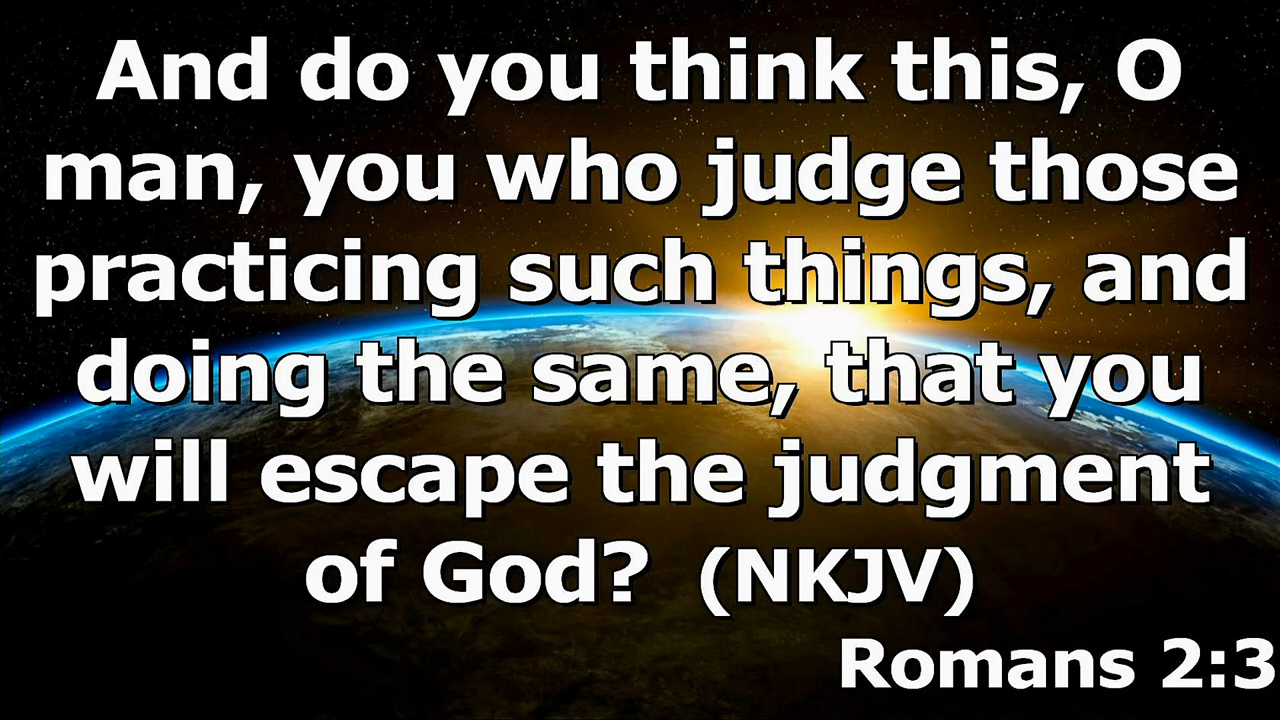 And do you think this, O
man, you who judge those
practicing such things, and
doing the same, that you
will escape the judgment
of God? (NKJV)
Romans 2:3